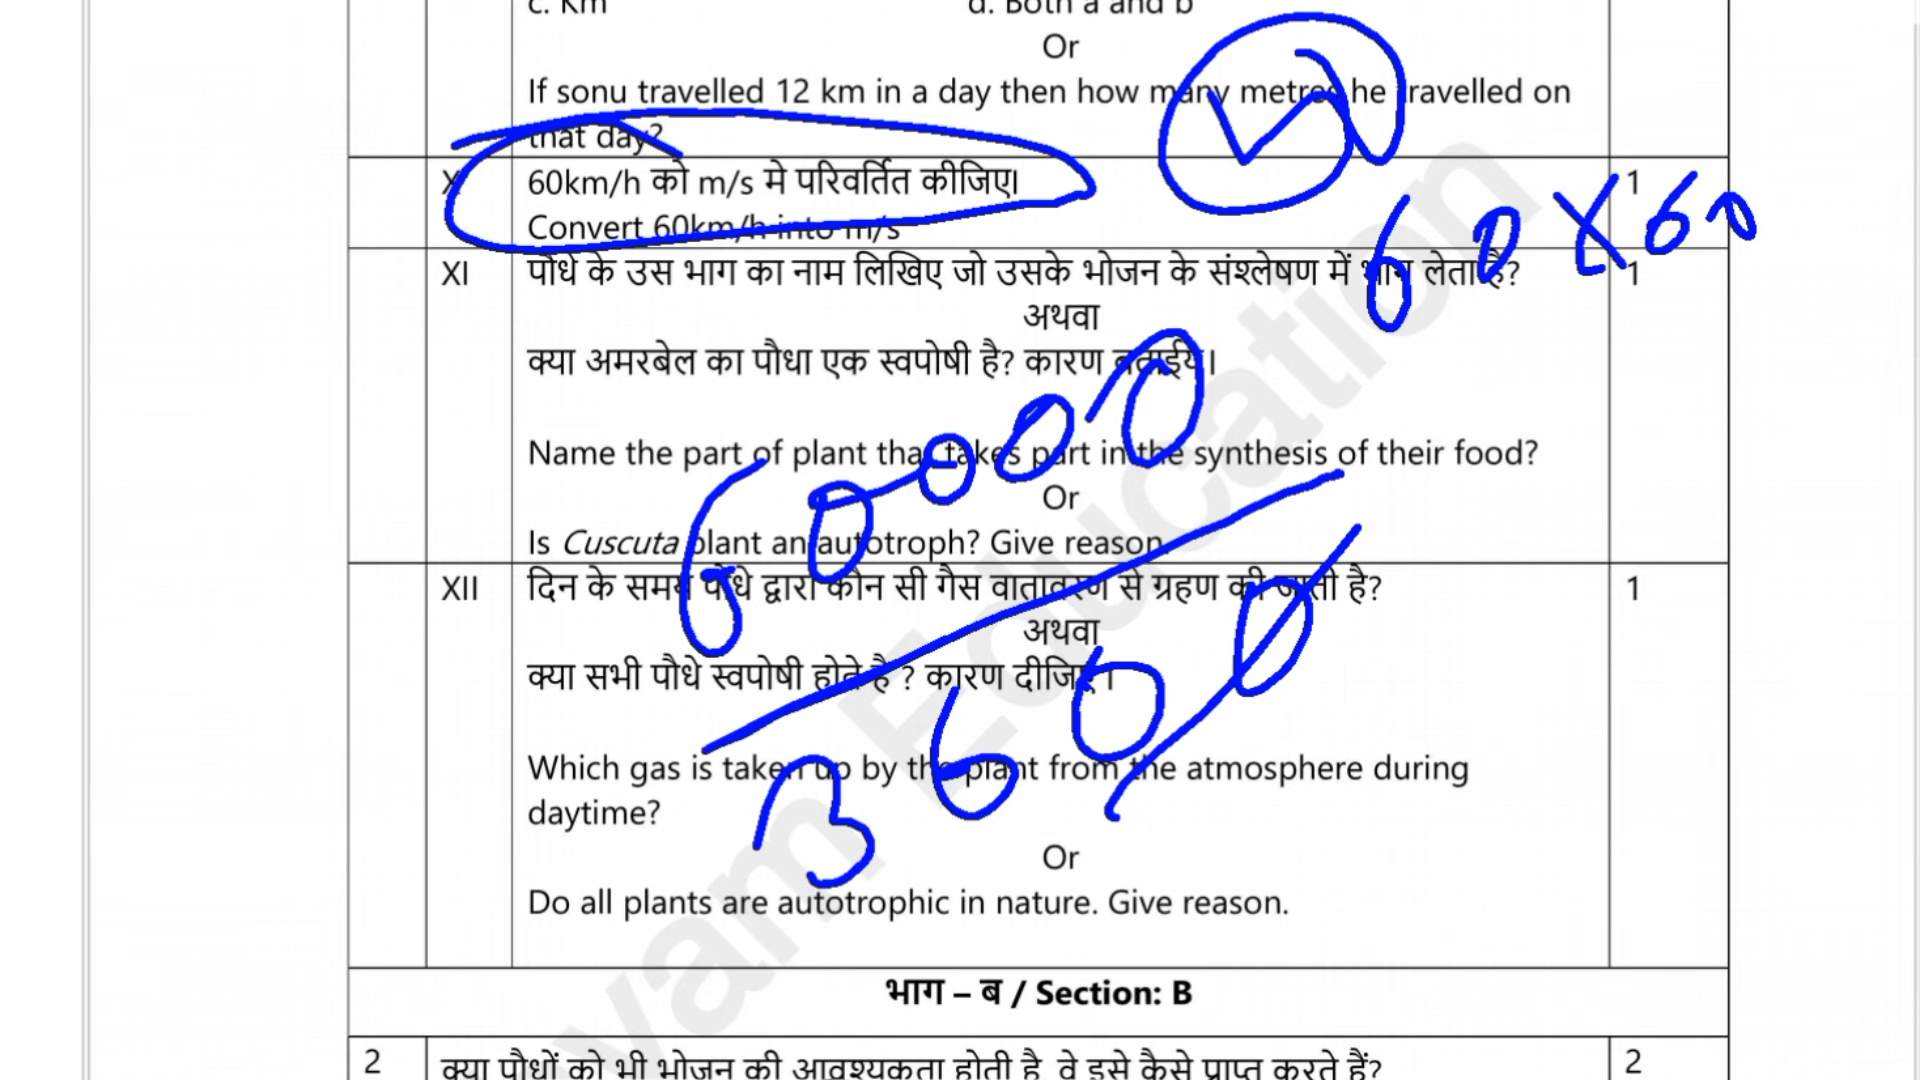 c. Km d. Both a and b
Or
If sonu travelled 12 km in a day then how many metres he travelled on
that day?
X 60km/h को m/s मे परिवर्तित कीजिए। 1
Convert 60km/h into m/s
60 X 60
XI पौधे के उस भाग का नाम लिखिए जो उसके भोजन के संश्लेषण में भाग लेता है? 1
अथवा
क्या अमरबेल का पौधा एक स्वपोषी है? कारण बताईये।
Name the part of plant that takes part in the synthesis of their food?
Or
Is Cuscuta plant an autotroph? Give reason.
60000
3600
XII दिन के समय पौधे द्वारा कौन सी गैस वातावरण से ग्रहण की जाती है? 1
अथवा
क्या सभी पौधे स्वपोषी होते है ? कारण दीजिए।
Which gas is taken up by the plant from the atmosphere during
daytime?
Or
Do all plants are autotrophic in nature. Give reason.
भाग – ब / Section: B
2 क्या पौधों को भी भोजन की आवश्यकता होती है, वे इसे कैसे प्राप्त करते हैं? 2
yam Education